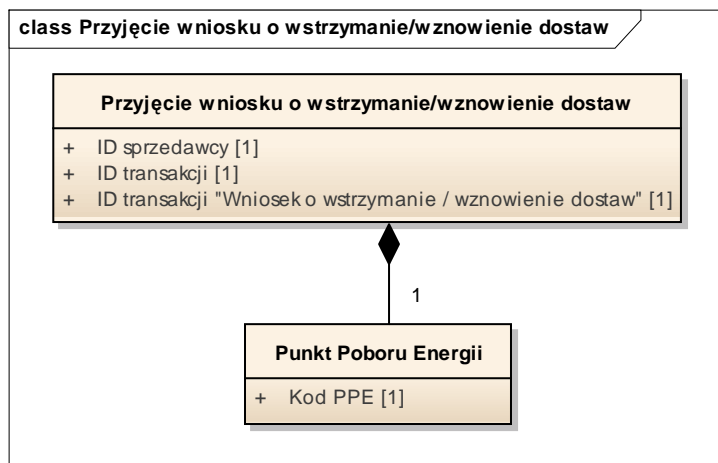 class Przyjęcie wniosku o wstrzymanie/wznowienie dostaw
Przyjęcie wniosku o wstrzymanie/wznowienie dostaw
+ ID sprzedawcy [1]
+ ID transakcji [1]
+ ID transakcji "Wniosek o wstrzymanie / wznowienie dostaw" [1]
1
Punkt Poboru Energii
+ Kod PPE [1]